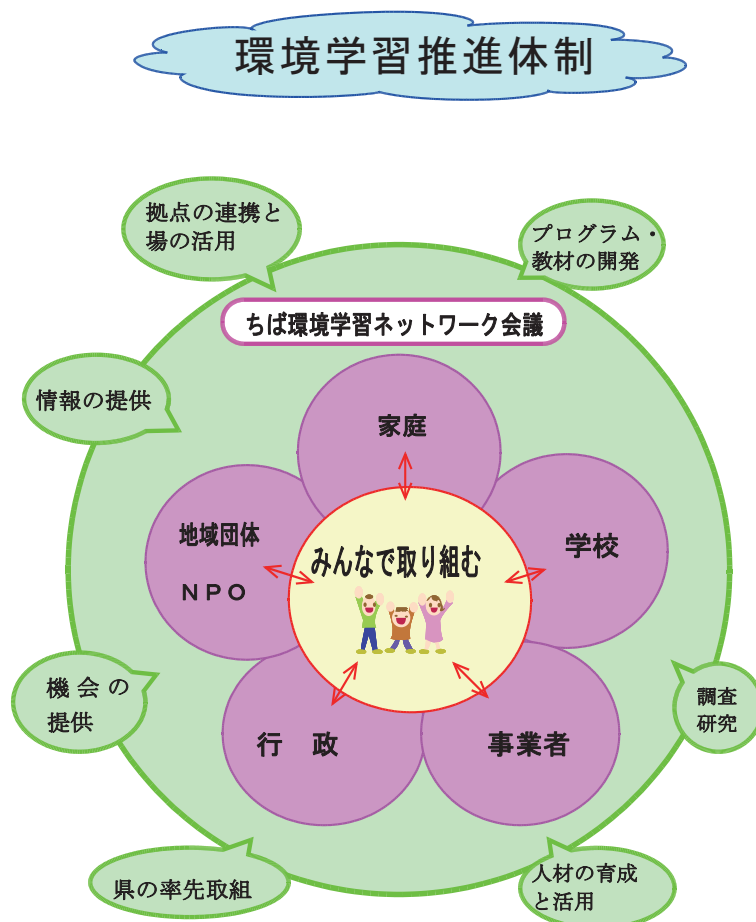 環境学習推進体制
拠点の連携と
場の活用
プログラム・
教材の開発
ちば環境学習ネットワーク会議
情報の提供
家庭
地域団体
ＮＰＯ
みんなで取り組む
学校
機会の
提供
調査
研究
行　政
事業者
県の率先取組
人材の育成
と活用